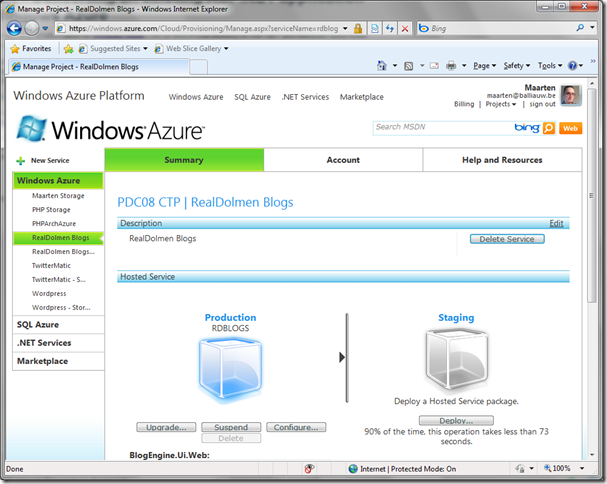 Manage Project - RealDolmen Blogs - Windows Internet Explorer
https://windows.azure.com/Cloud/Provisioning/Manage.aspx?serviceName=rdblog
Bing
Favorites Suggested Sites Web Slice Gallery
Manage Project - RealDolmen Blogs
Page Safety Tools
Windows Azure Platform Windows Azure SQL Azure .NET Services Marketplace
Maarten
maarten@balliauw.be
Billing | Projects | sign out
Windows Azure™
Search MSDN bing Web
New Service
Summary Account Help and Resources
Windows Azure
Maarten Storage
PHP Storage
PHPArchAzure
RealDolmen Blogs
RealDolmen Blogs...
TwitterMatic
TwitterMatic - S...
Wordpress
Wordpress - Stor...
SQL Azure
.NET Services
Marketplace
PDC08 CTP | RealDolmen Blogs
Description Edit
RealDolmen Blogs Delete Service
Hosted Service
Production
RDBLOGS
Upgrade... Suspend Configure...
Delete
BlogEngine.Ui.Web:
Staging
Deploy a Hosted Service package.
Deploy...
90% of the time, this operation takes less than 73
seconds.
Done Internet | Protected Mode: On 100%